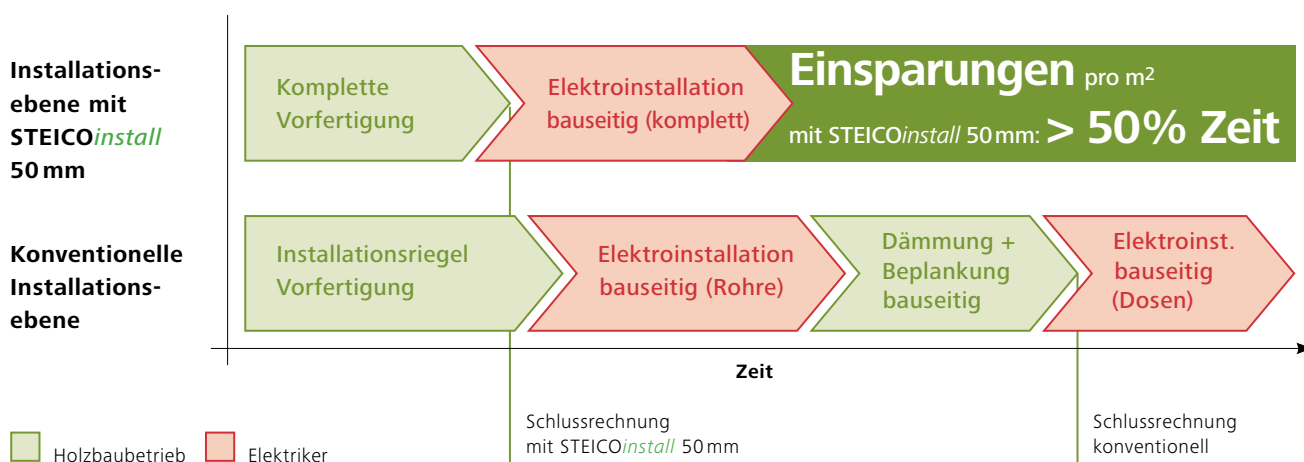 Installations-
ebene mit
STEICOinstall
50 mm
Komplette
Vorfertigung
Elektroinstallation
bauseitig (komplett)
Einsparungen pro m²
mit STEICOinstall 50 mm: > 50% Zeit
Konventionelle
Installations-
ebene
Installationsriegel
Vorfertigung
Elektroinstallation
bauseitig (Rohre)
Dämmung +
Beplankung
bauseitig
Elektroinst.
bauseitig
(Dosen)
Zeit
Schlussrechnung
mit STEICOinstall 50 mm
Schlussrechnung
konventionell
Holzbaubetrieb
Elektriker